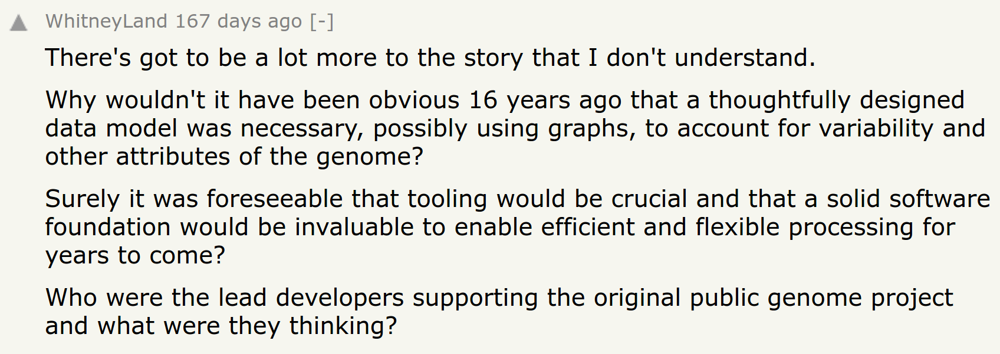 WhitneyLand 167 days ago [-]
There's got to be a lot more to the story that I don't understand.
Why wouldn't it have been obvious 16 years ago that a thoughtfully designed
data model was necessary, possibly using graphs, to account for variability and
other attributes of the genome?
Surely it was foreseeable that tooling would be crucial and that a solid software
foundation would be invaluable to enable efficient and flexible processing for
years to come?
Who were the lead developers supporting the original public genome project
and what were they thinking?